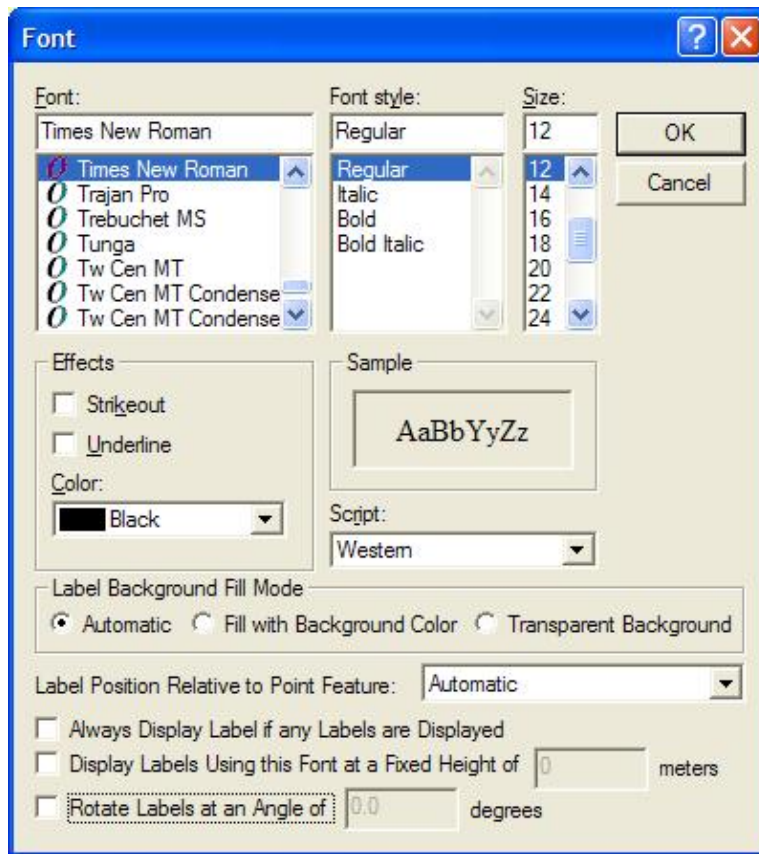 Font
Font:
Times New Roman
Times New Roman
Trajan Pro
Trebuchet MS
Tunga
Tw Cen MT
Tw Cen MT Condense
Tw Cen MT Condense
Font style:
Regular
Regular
Italic
Bold
Bold Italic
Size:
12
12
14
16
18
20
22
24
OK
Cancel
Effects
Strikeout
Underline
Color:
Black
Sample
AaBbYyZz
Script:
Western
Label Background Fill Mode
Automatic Fill with Background Color Transparent Background
Label Position Relative to Point Feature: Automatic
Always Display Label if any Labels are Displayed
Display Labels Using this Font at a Fixed Height of 0 meters
Rotate Labels at an Angle of 0.0 degrees